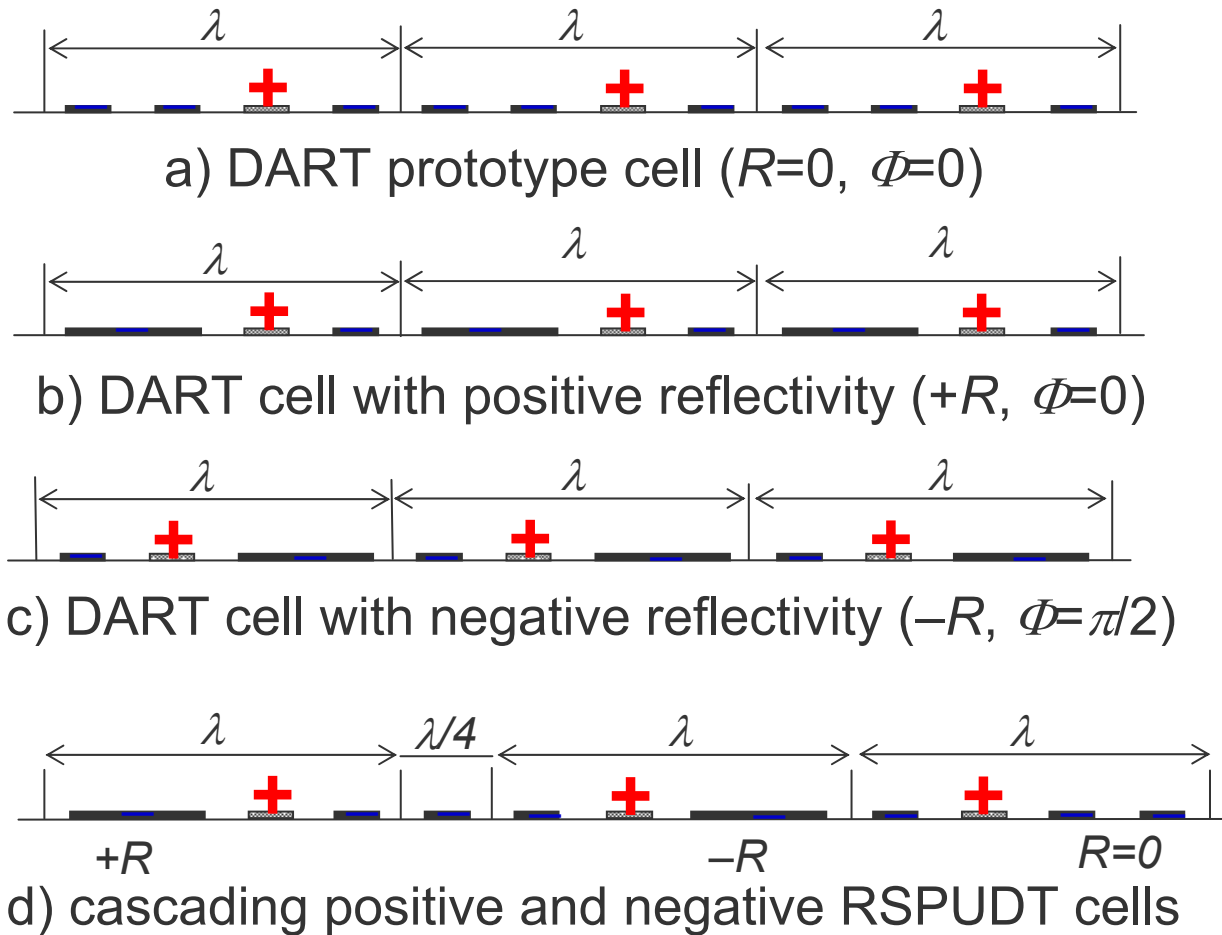 λ λ λ
+ + +
a) DART prototype cell (R=0, Φ=0)
λ λ λ
+ + +
b) DART cell with positive reflectivity (+R, Φ=0)
λ λ λ
+ + +
c) DART cell with negative reflectivity (–R, Φ=π/2)
λ λ/4 λ λ
+ + +
+R –R R=0
d) cascading positive and negative RSPUDT cells